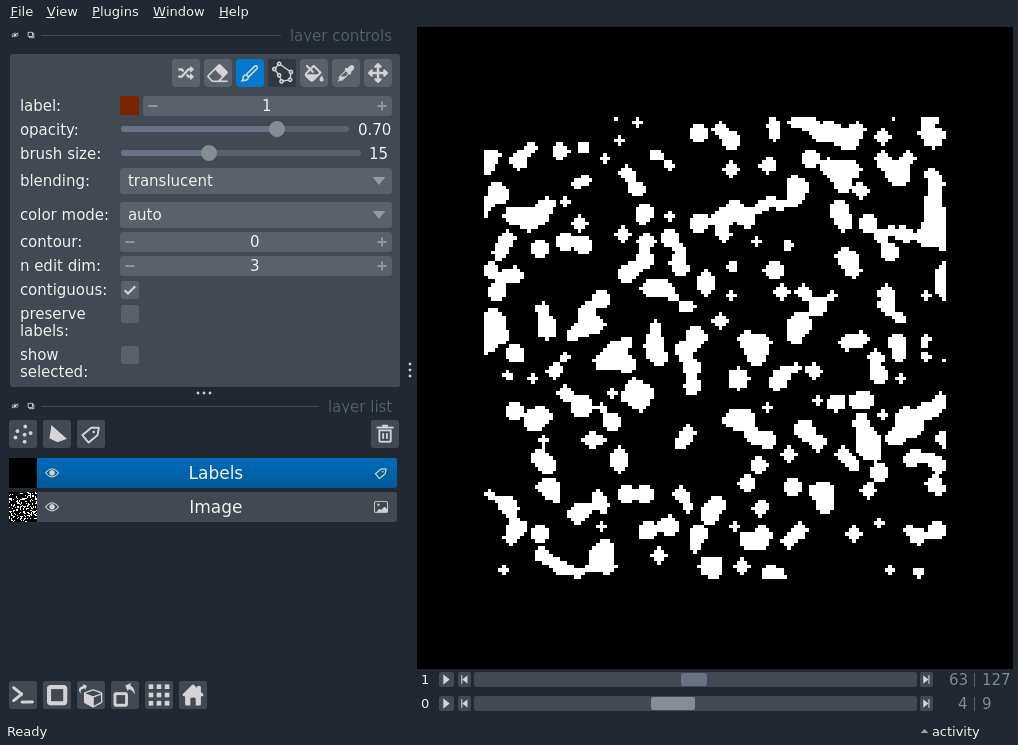 File View Plugins Window Help
layer controls
label: 1
opacity: 0.70
brush size: 15
blending: translucent
color mode: auto
contour: 0
n edit dim: 3
contiguous:
preserve
labels:
show
selected:
layer list
Labels
Image
1 63 | 127
0 4 | 9
Ready activity